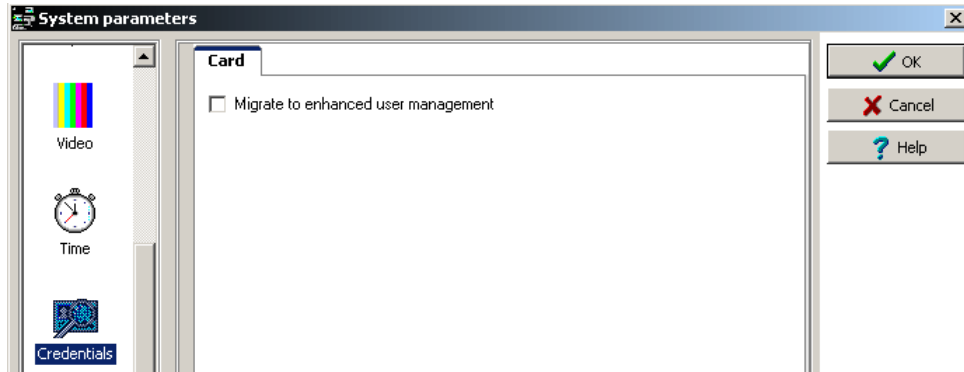 System parameters
Card
OK
Migrate to enhanced user management
Cancel
Video
Help
Time
Credentials